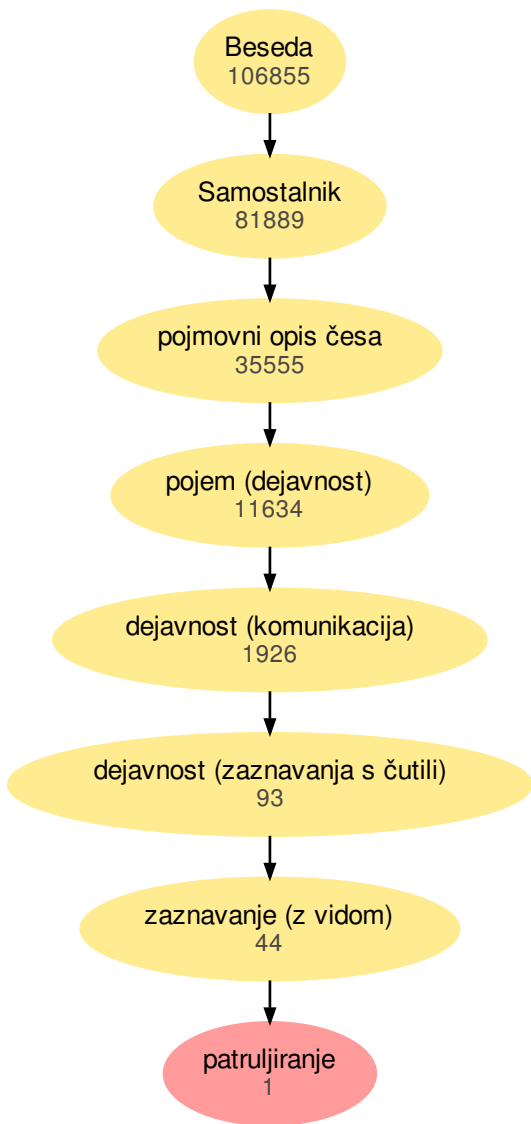 Beseda
106855
Samostalnik
81889
pojmovni opis česa
35555
pojem (dejavnost)
11634
dejavnost (komunikacija)
1926
dejavnost (zaznavanja s čutili)
93
zaznavanje (z vidom)
44
patruljiranje
1